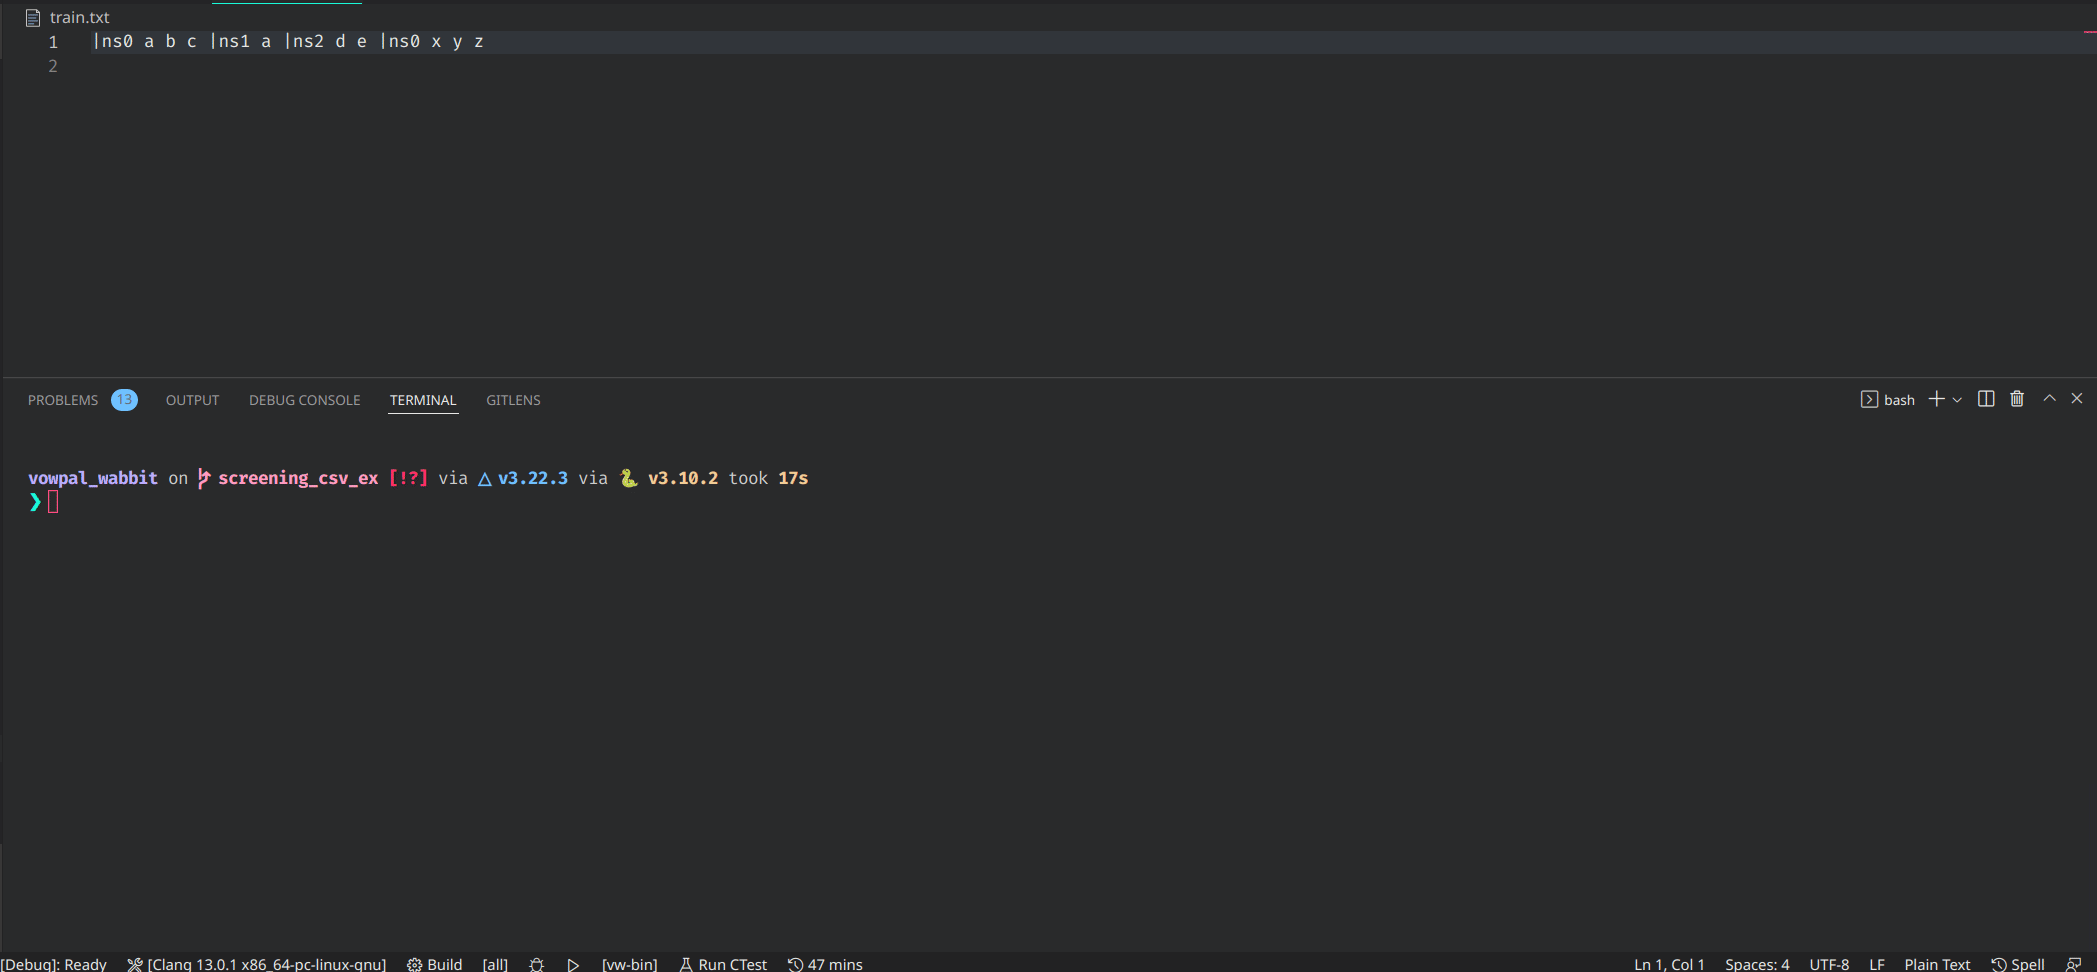 train.txt
1 |ns0 a b c |ns1 a |ns2 d e |ns0 x y z
2
PROBLEMS 13 OUTPUT DEBUG CONSOLE TERMINAL GITLENS bash
vowpal_wabbit on screening_csv_ex [!?] via △ v3.22.3 via 🐍 v3.10.2 took 17s
❯
[Debug]: Ready [Clang 13.0.1 x86_64-pc-linux-gnu] Build [all] [vw-bin] Run CTest 47 mins Ln 1, Col 1 Spaces: 4 UTF-8 LF Plain Text Spell